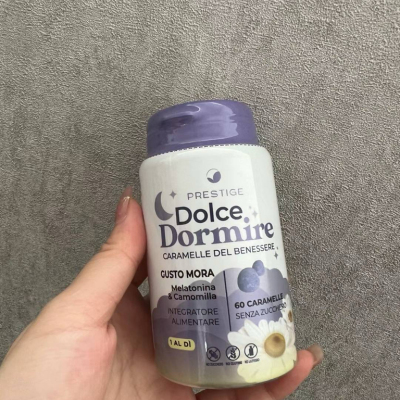 PRESTIGE
Dolce
Dormire
CARAMELLE DEL BENESSERE
GUSTO MORA
Melatonina
& Camomilla
INTEGRATORE
ALIMENTARE
1 AL DÌ
60 CARAMELLE
SENZA ZUCCHERO